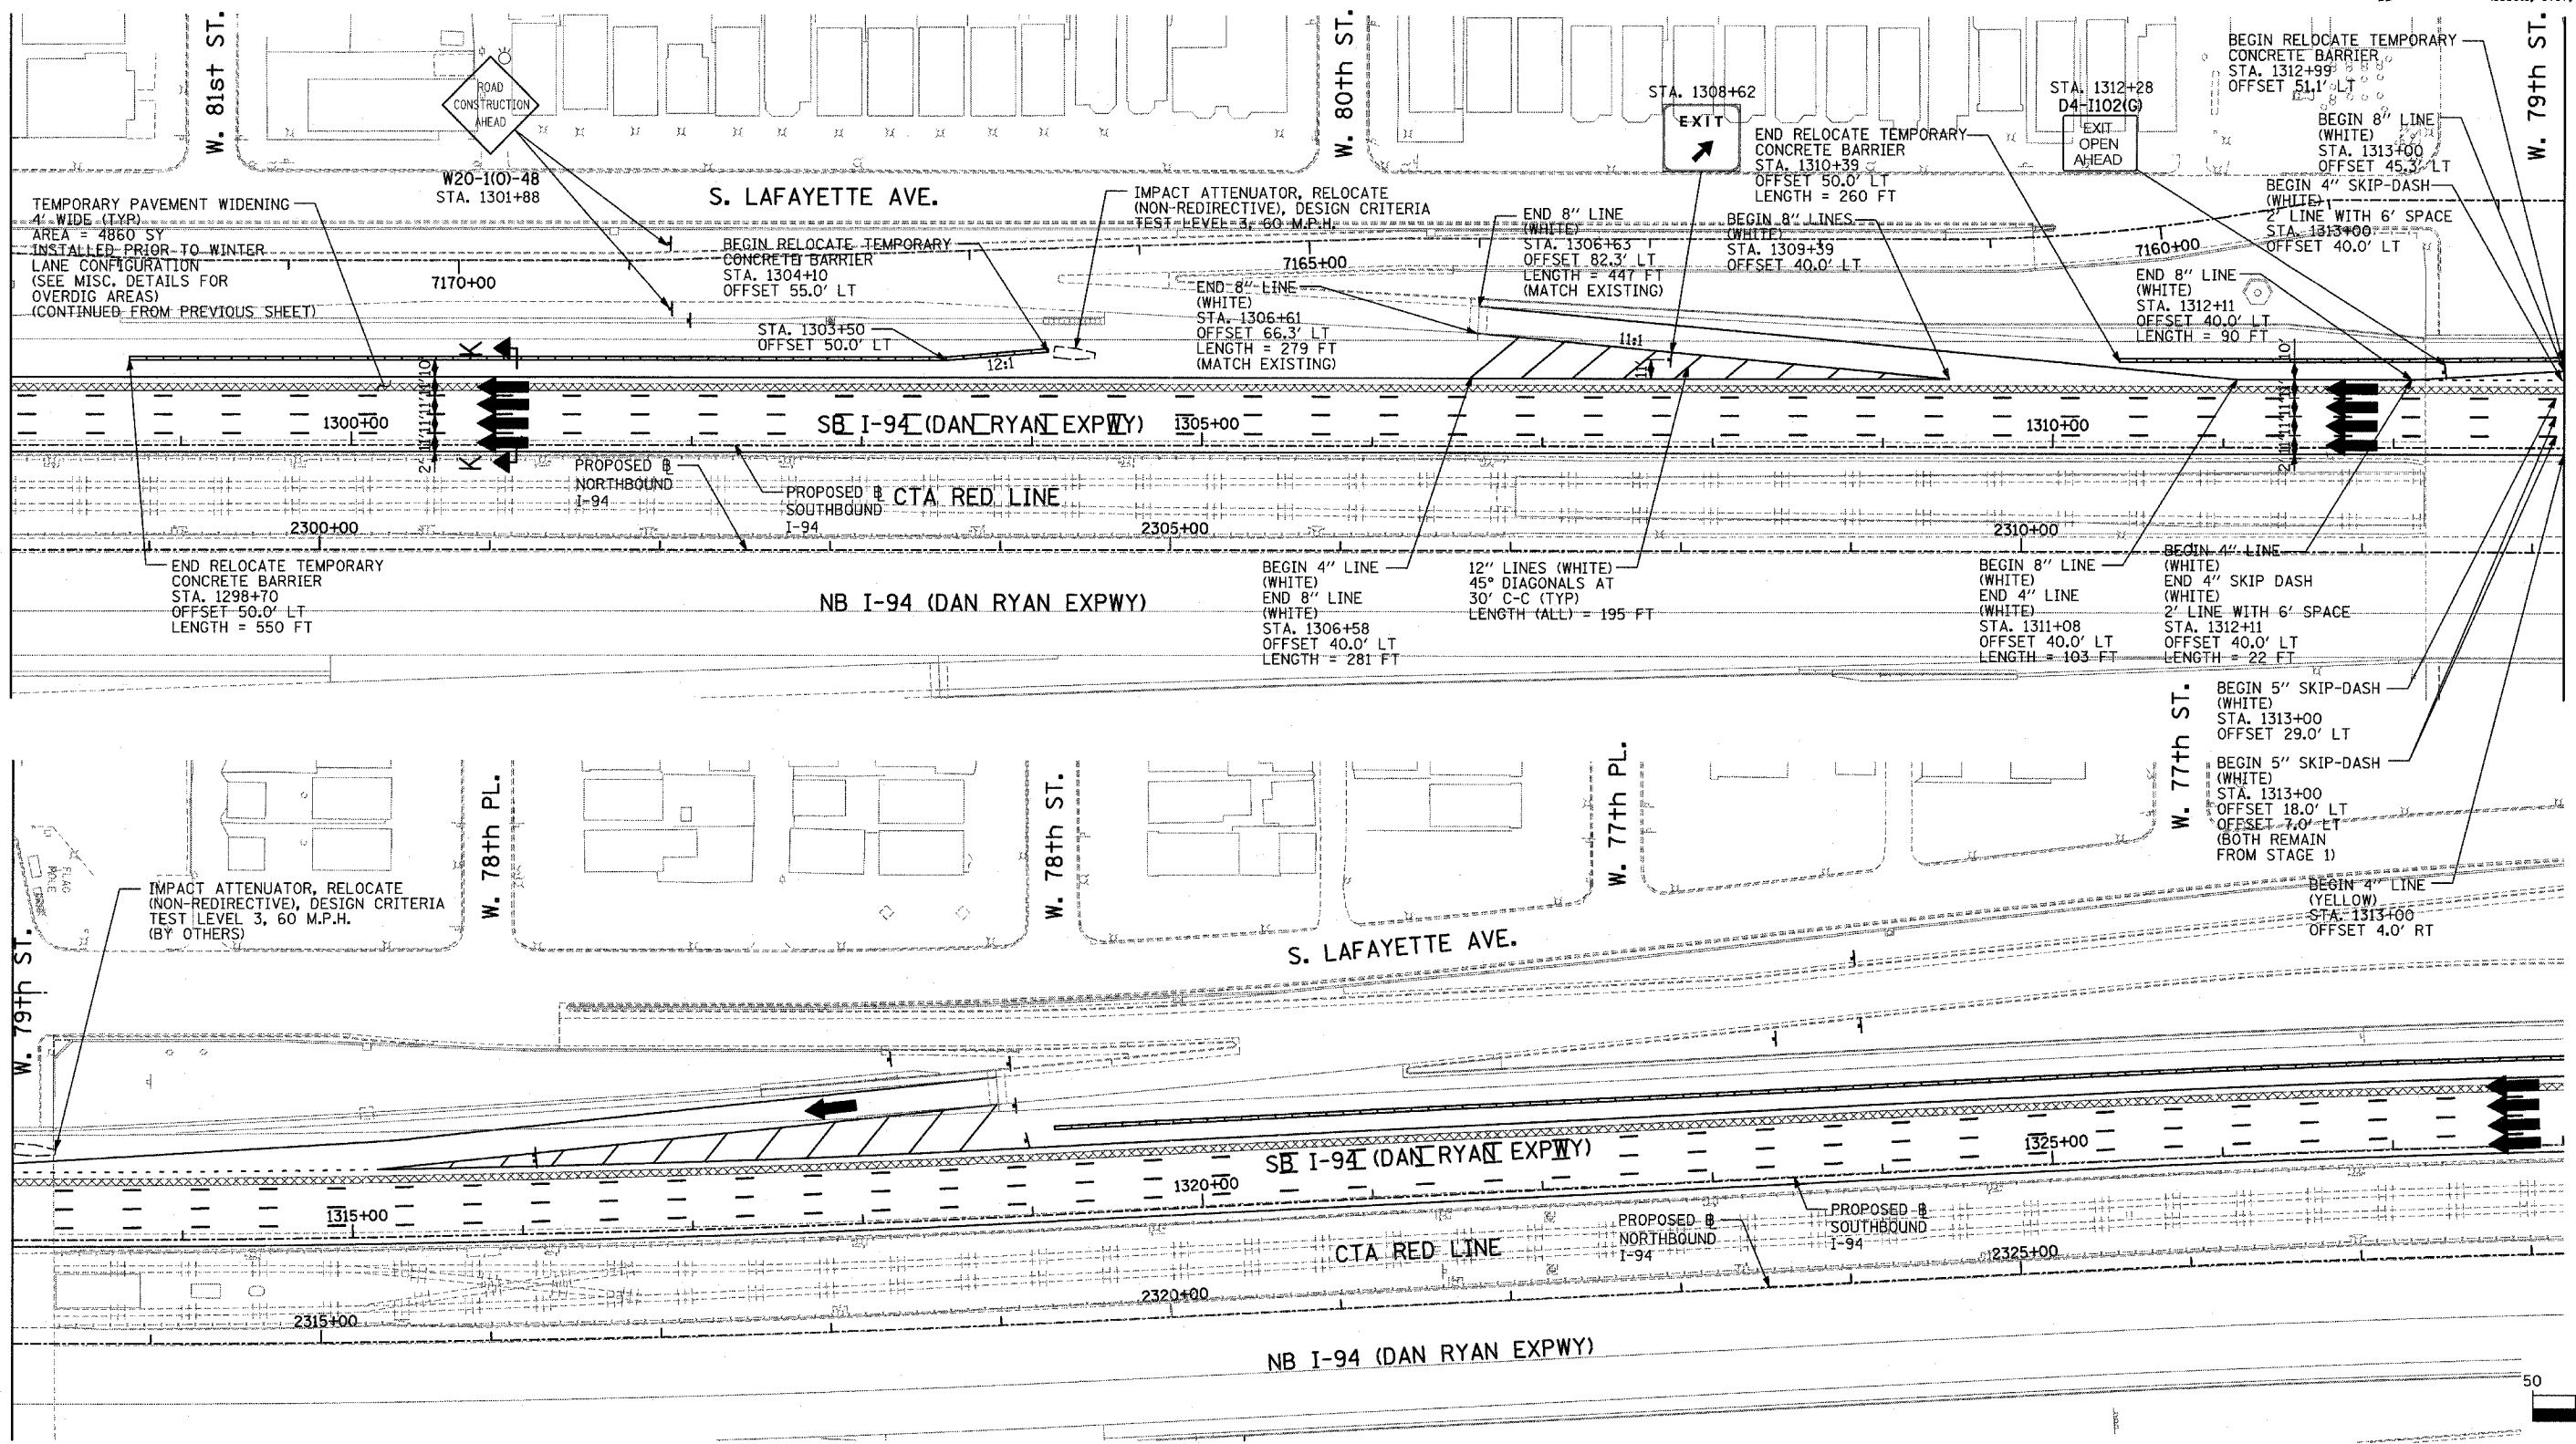 W. 81st ST.
ROAD
CONSTRUCTION
AHEAD
W20-1(O)-48
STA. 1301+88
W. 80th ST.
STA. 1308+62
EXIT
STA. 1312+28
D4-I102(G)
EXIT
OPEN
AHEAD
W. 79th ST.
BEGIN RELOCATE TEMPORARY
CONCRETE BARRIER
STA. 1312+99
OFFSET 51.1' LT
BEGIN 8" LINE
(WHITE)
STA. 1313+00
OFFSET 45.3' LT
BEGIN 4" SKIP-DASH
(WHITE)
2' LINE WITH 6' SPACE
STA. 1313+00
OFFSET 40.0' LT
END RELOCATE TEMPORARY
CONCRETE BARRIER
STA. 1310+39
OFFSET 50.0' LT
LENGTH = 260 FT
S. LAFAYETTE AVE.
IMPACT ATTENUATOR, RELOCATE
(NON-REDIRECTIVE), DESIGN CRITERIA
TEST LEVEL 3, 60 M.P.H.
TEMPORARY PAVEMENT WIDENING
4' WIDE (TYP)
AREA = 4860 SY
INSTALLED PRIOR TO WINTER
LANE CONFIGURATION
(SEE MISC. DETAILS FOR
OVERDIG AREAS)
(CONTINUED FROM PREVIOUS SHEET)
7170+00
BEGIN RELOCATE TEMPORARY
CONCRETE BARRIER
STA. 1304+10
OFFSET 55.0' LT
STA. 1303+50
OFFSET 50.0' LT
12:1
7165+00
END 8" LINE
(WHITE)
STA. 1306+61
OFFSET 66.3' LT
LENGTH = 279 FT
(MATCH EXISTING)
END 8" LINE
(WHITE)
STA. 1306+63
OFFSET 82.3' LT
LENGTH = 447 FT
(MATCH EXISTING)
BEGIN 8" LINES
(WHITE)
STA. 1309+39
OFFSET 40.0' LT
7160+00
END 8" LINE
(WHITE)
STA. 1312+11
OFFSET 40.0' LT
LENGTH = 90 FT
11:1
11'
K
10'
11'
11'
11'
11'
2'
K
10'
11'
11'
11'
11'
2'
1300+00
SB I-94 (DAN RYAN EXPWY)
1305+00
1310+00
PROPOSED B
NORTHBOUND
I-94
PROPOSED B
SOUTHBOUND
I-94
CTA RED LINE
2300+00
2305+00
2310+00
END RELOCATE TEMPORARY
CONCRETE BARRIER
STA. 1298+70
OFFSET 50.0' LT
LENGTH = 550 FT
NB I-94 (DAN RYAN EXPWY)
BEGIN 4" LINE
(WHITE)
END 8" LINE
(WHITE)
STA. 1306+58
OFFSET 40.0' LT
LENGTH = 281 FT
12" LINES (WHITE)
45° DIAGONALS AT
30' C-C (TYP)
LENGTH (ALL) = 195 FT
BEGIN 8" LINE
(WHITE)
END 4" LINE
(WHITE)
STA. 1311+08
OFFSET 40.0' LT
LENGTH = 103 FT
BEGIN 4" LINE
(WHITE)
END 4" SKIP DASH
(WHITE)
2' LINE WITH 6' SPACE
STA. 1312+11
OFFSET 40.0' LT
LENGTH = 22 FT
BEGIN 5" SKIP-DASH
(WHITE)
STA. 1313+00
OFFSET 29.0' LT
BEGIN 5" SKIP-DASH
(WHITE)
STA. 1313+00
OFFSET 18.0' LT
OFFSET 7.0' LT
(BOTH REMAIN
FROM STAGE 1)
BEGIN 4" LINE
(YELLOW)
STA. 1313+00
OFFSET 4.0' RT
FLAG
POLE
IMPACT ATTENUATOR, RELOCATE
(NON-REDIRECTIVE), DESIGN CRITERIA
TEST LEVEL 3, 60 M.P.H.
(BY OTHERS)
W. 79th ST.
W. 78th PL.
W. 78th ST.
W. 77th PL.
W. 77th ST.
S. LAFAYETTE AVE.
1315+00
1320+00
SB I-94 (DAN RYAN EXPWY)
1325+00
CTA RED LINE
PROPOSED B
NORTHBOUND
I-94
PROPOSED B
SOUTHBOUND
I-94
2315+00
2320+00
2325+00
NB I-94 (DAN RYAN EXPWY)
50